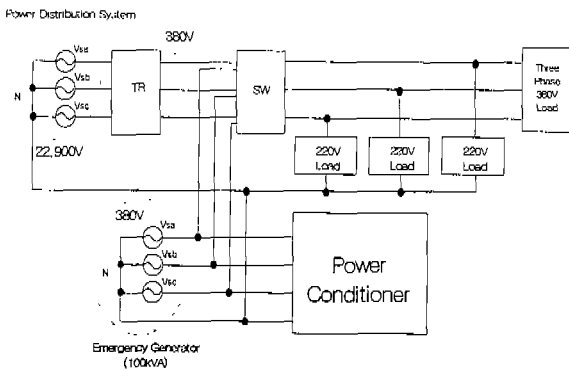 Power Distribution System
380V
Vsa
Vsb
Vsc
N
TR
SW
Three
Phase
380V
Load
22,900V
220V
Load
220V
Load
220V
Load
380V
Vsa
Vsb
Vsc
N
Power
Conditioner
Emergency Generator
(100kVA)